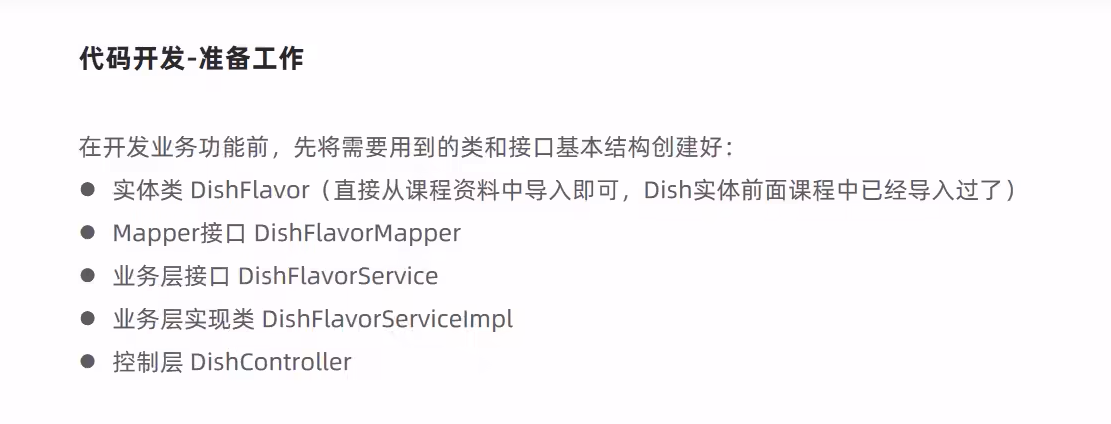 代码开发-准备工作
在开发业务功能前，先将需要用到的类和接口基本结构创建好：
● 实体类 DishFlavor（直接从课程资料中导入即可，Dish实体前面课程中已经导入过了）
● Mapper接口 DishFlavorMapper
● 业务层接口 DishFlavorService
● 业务层实现类 DishFlavorServiceImpl
● 控制层 DishController